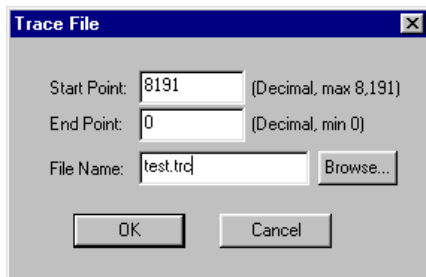 Trace File
Start Point: 8191 (Decimal, max 8,191)
End Point: 0 (Decimal, min 0)
File Name: test.trc Browse...
OK Cancel